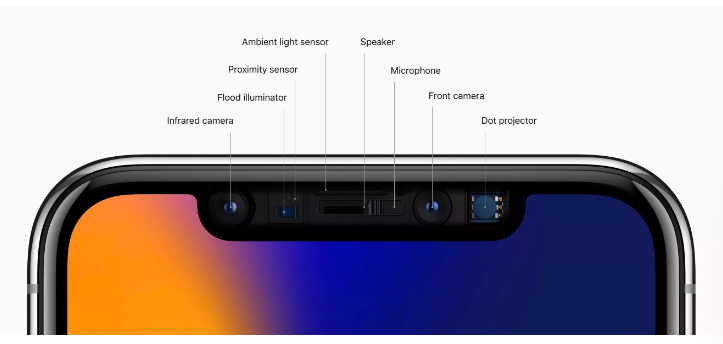 Ambient light sensor
Speaker
Proximity sensor
Microphone
Flood illuminator
Front camera
Infrared camera
Dot projector